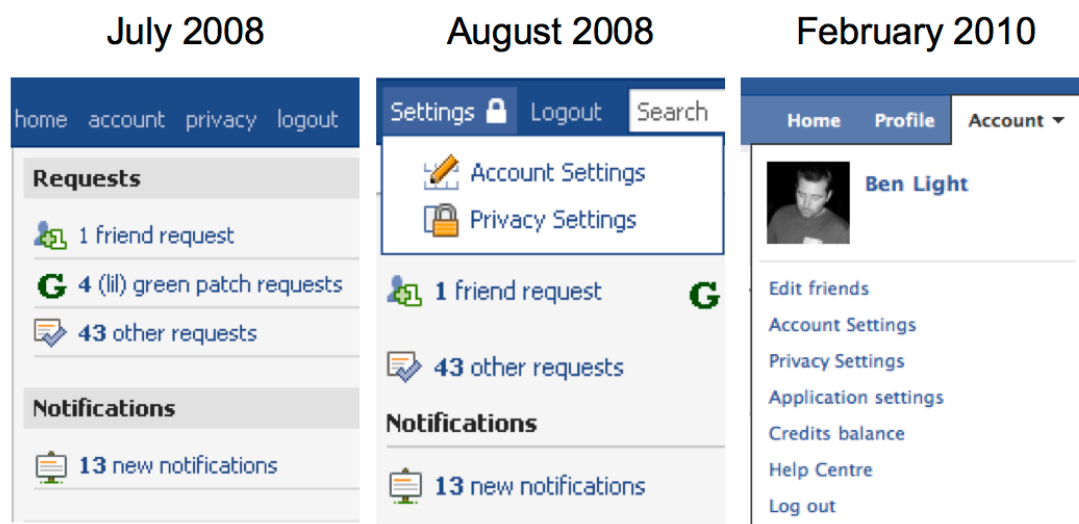 July 2008
home account privacy logout
Requests
1 friend request
G 4 (lil) green patch requests
43 other requests
Notifications
13 new notifications
August 2008
Settings Logout Search
Account Settings
Privacy Settings
1 friend request G
43 other requests
Notifications
13 new notifications
February 2010
Home Profile Account
Ben Light
Edit friends
Account Settings
Privacy Settings
Application settings
Credits balance
Help Centre
Log out